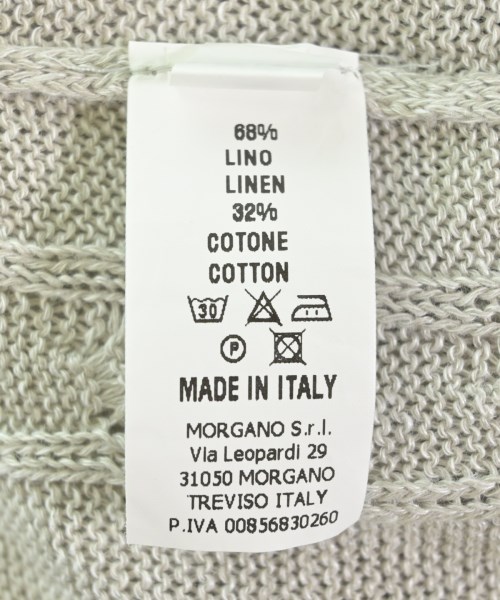 68%
LINO
LINEN
32%
COTONE
COTTON
30
P
MADE IN ITALY
MORGANO S.r.l.
VIa Leopardi 29
31050 MORGANO
TREVISO ITALY
P.IVA 00856830260